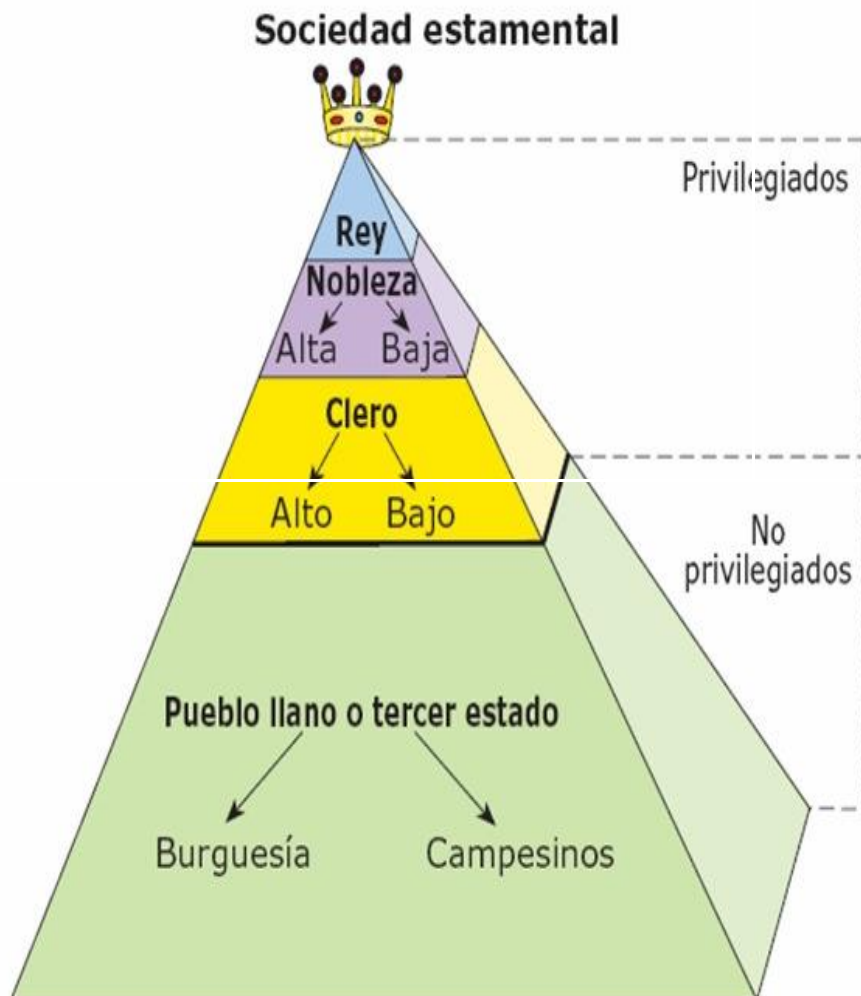 Sociedad estamental
Privilegiados
Rey
Nobleza
Alta Baja
Clero
Alto Bajo
No
privilegiados
Pueblo llano o tercer estado
Burguesía Campesinos